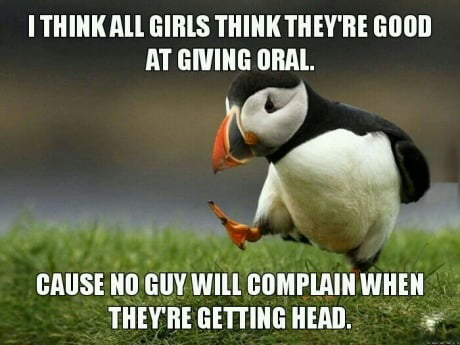 I THINK ALL GIRLS THINK THEY'RE GOOD
AT GIVING ORAL.
CAUSE NO GUY WILL COMPLAIN WHEN
THEY'RE GETTING HEAD.